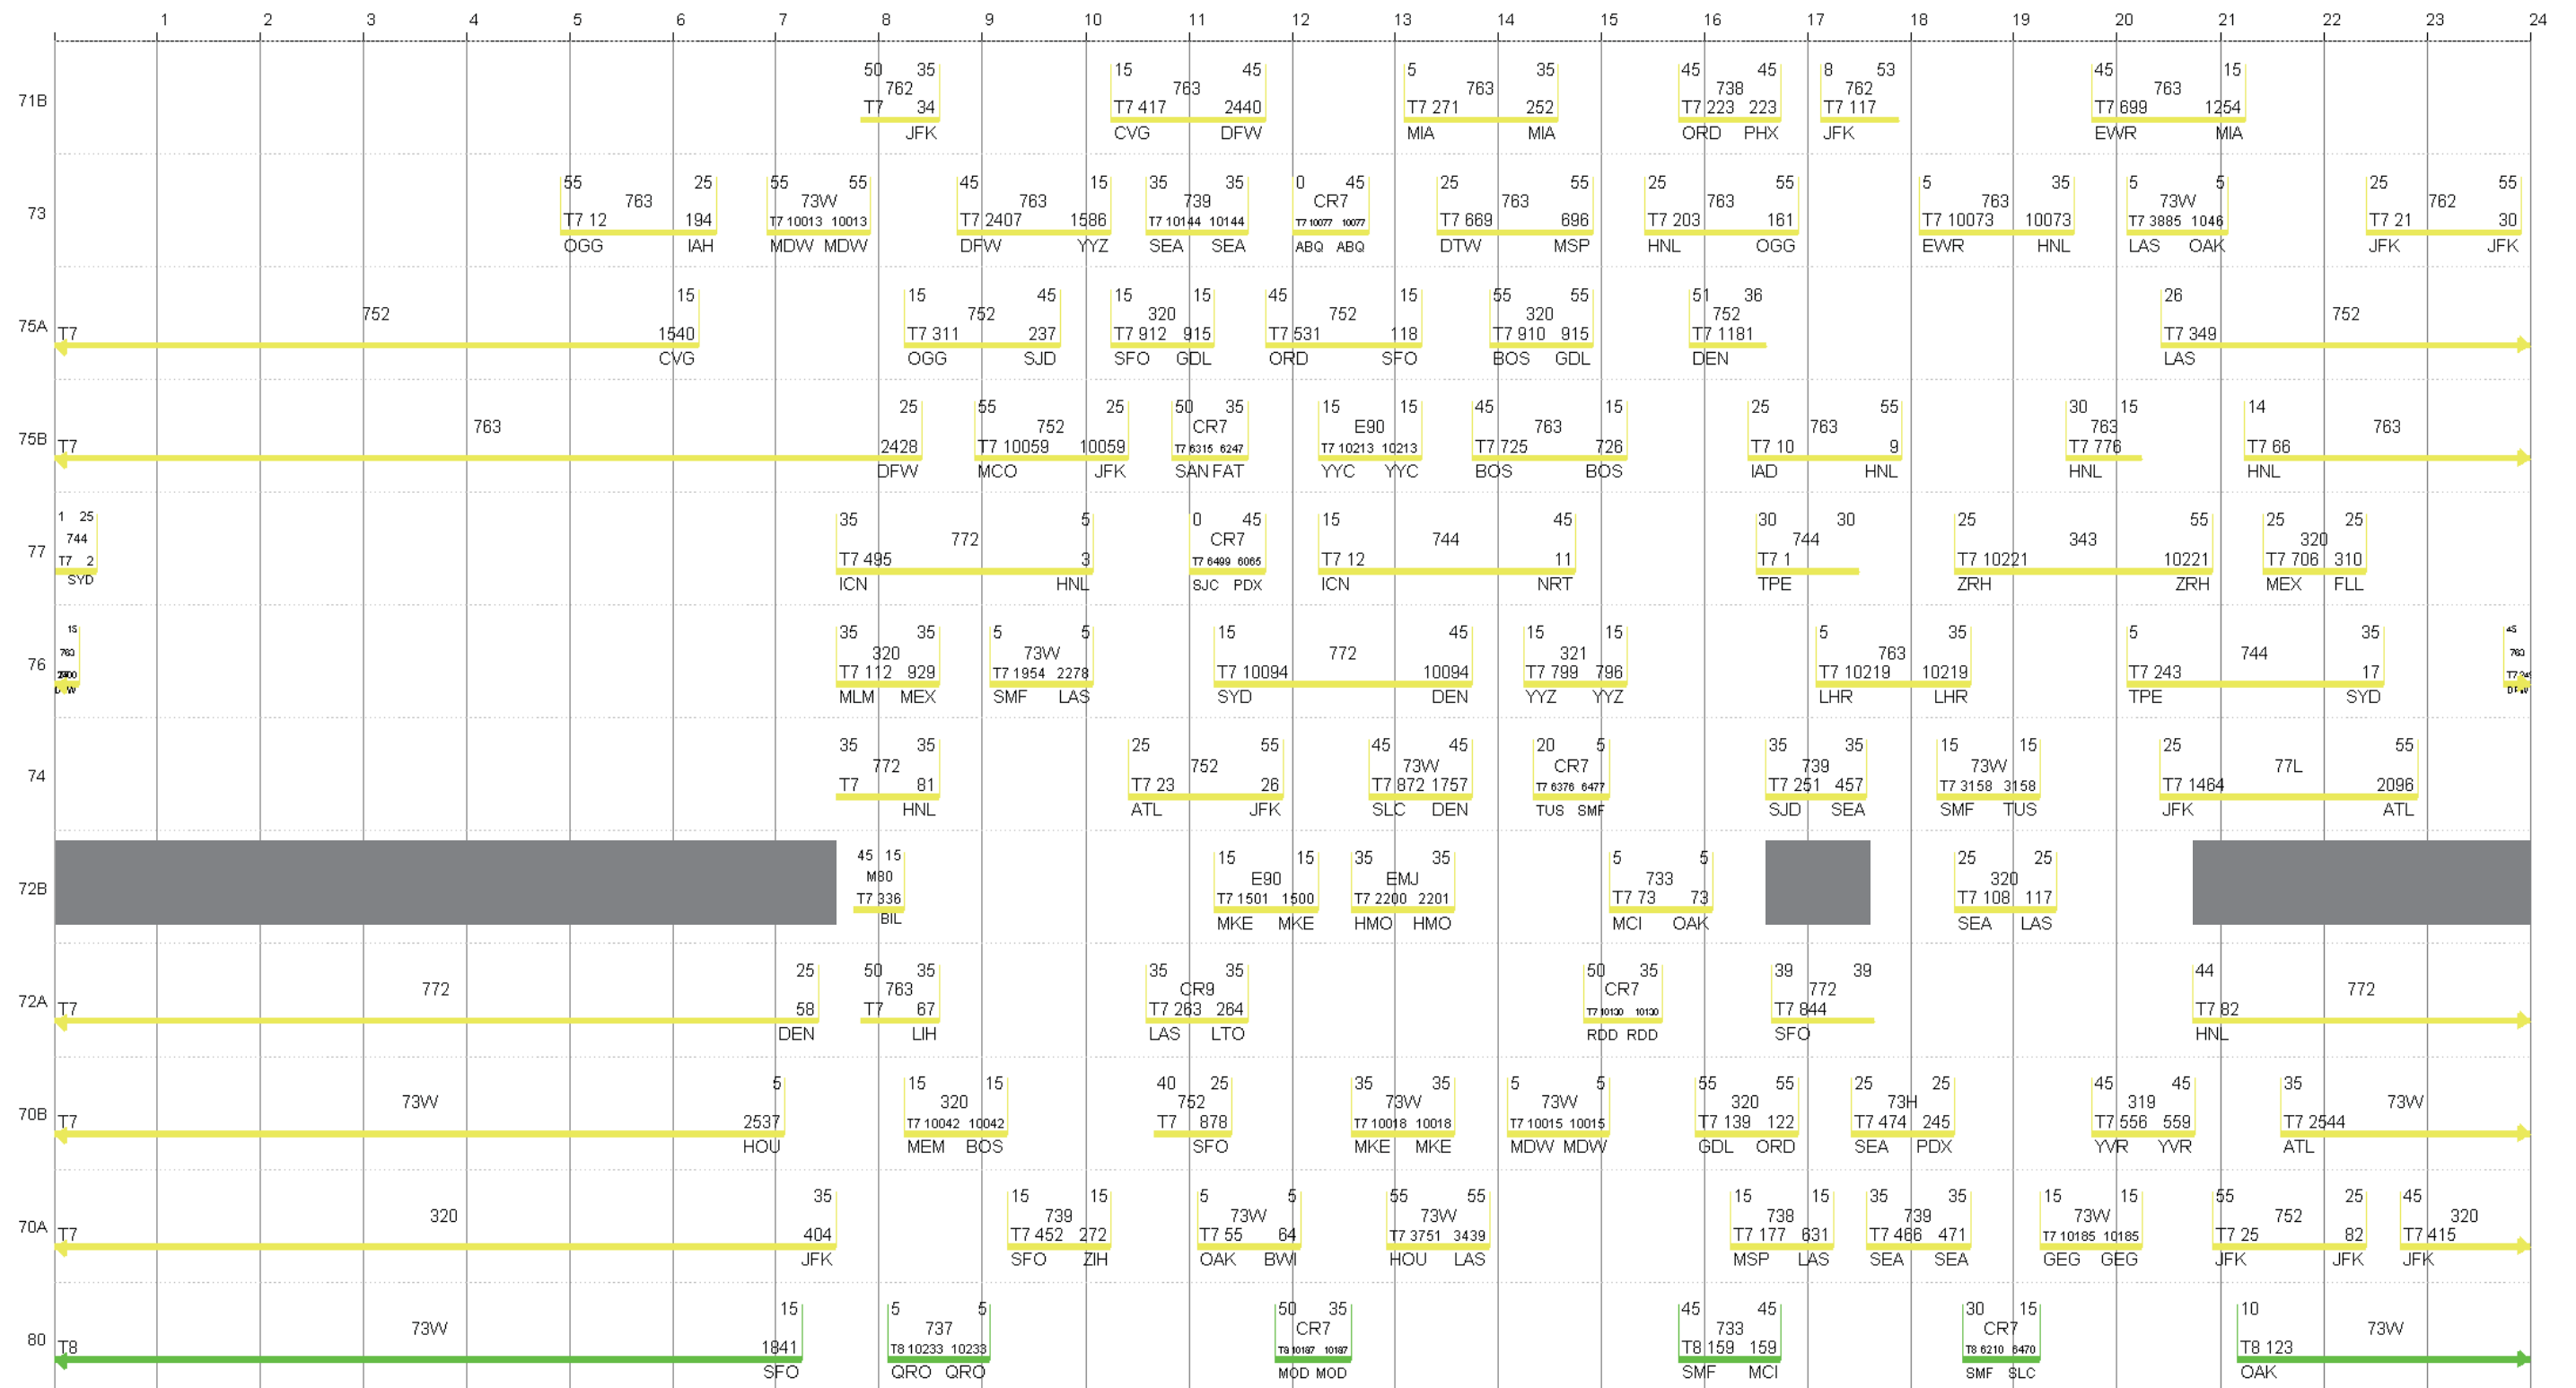 1 2 3 4 5 6 7 8 9 10 11 12 13 14 15 16 17 18 19 20 21 22 23 24
50 35 15 45 5 35 45 45 8 53 45 15
762 763 763 738 762 763
71B
T7 34 T7 417 2440 T7 271 252 T7 223 223 T7 117 T7 699 1254
JFK CVG DFW MIA MIA ORD PHX JFK EWR MIA
55 25 55 55 45 15 35 35 0 45 25 55 25 55 5 35 5 5 25 55
763 73W 763 739 CR7 763 763 763 73W 762
73
T7 12 194 T7 10013 10013 T7 2407 1586 T7 10144 10144 T7 10077 10077 T7 669 696 T7 203 161 T7 10073 10073 T7 3885 1046 T7 21 30
OGG IAH MDW MDW DFW YYZ SEA SEA ABQ ABQ DTW MSP HNL OGG EWR HNL LAS OAK JFK JFK
15 15 45 15 15 45 15 55 55 51 36 26
752 752 320 752 320 752 752
75A
T7 1540 T7 311 237 T7 912 915 T7 531 118 T7 910 915 T7 1181 T7 349
CVG OGG SJD SFO GDL ORD SFO BOS GDL DEN LAS
25 55 25 50 35 15 15 45 15 25 55 30 15 14
763 752 CR7 E90 763 763 763 763
75B
T7 2428 T7 10059 10059 T7 6315 6247 T7 10213 10213 T7 725 726 T7 10 9 T7 776 T7 66
DFW MCO JFK SAN FAT YYC YYC BOS BOS IAD HNL HNL HNL
1 25 35 5 0 45 15 45 30 30 25 55 25 25
744 772 CR7 744 744 343 320
77
T7 2 T7 495 3 T7 6499 6065 T7 12 11 T7 1 T7 10221 10221 T7 706 310
SYD ICN HNL SJC PDX ICN NRT TPE ZRH ZRH MEX FLL
15 35 35 5 5 15 45 15 15 5 35 5 35 45
763 320 73W 772 321 763 744 763
76
T7 112 929 T7 1954 2278 T7 10094 10094 T7 799 796 T7 10219 10219 T7 243 17
MLM MEX SMF LAS SYD DEN YYZ YYZ LHR LHR TPE SYD
35 35 25 55 45 45 20 5 35 35 15 15 25 55
772 752 73W CR7 739 73W 77L
74
T7 81 T7 23 26 T7 872 1757 T7 6376 6477 T7 251 457 T7 3158 3158 T7 1464 2096
HNL ATL JFK SLC DEN TUS SMF SJD SEA SMF TUS JFK ATL
45 15 15 15 35 35 5 5 25 25
M80 E90 EMJ 733 320
72B
T7 336 T7 1501 1500 T7 2200 2201 T7 73 73 T7 108 117
BIL MKE MKE HMO HMO MCI OAK SEA LAS
25 50 35 35 35 50 35 39 39 44
772 763 CR9 CR7 772 772
72A
T7 58 T7 67 T7 263 264 T7 10130 10130 T7 844 T7 82
DEN LIH LAS LTO RDD RDD SFO HNL
5 15 15 40 25 35 35 5 5 55 55 25 25 45 45 35
73W 320 752 73W 73W 320 73H 319 73W
70B
T7 2537 T7 10042 10042 T7 878 T7 10018 10018 T7 10015 10015 T7 139 122 T7 474 245 T7 556 559 T7 2544
HOU MEM BOS SFO MKE MKE MDW MDW GDL ORD SEA PDX YVR YVR ATL
35 15 15 5 5 55 55 15 15 35 35 15 15 55 25 45
320 739 73W 73W 738 739 73W 752 320
70A
T7 404 T7 452 272 T7 55 64 T7 3751 3439 T7 177 631 T7 466 471 T7 10185 10185 T7 25 82 T7 415
JFK SFO ZIH OAK BWI HOU LAS MSP LAS SEA SEA GEG GEG JFK JFK JFK
15 5 5 50 35 45 45 30 15 10
73W 737 CR7 733 CR7 73W
80
T8 1841 T8 10233 10233 T8 10187 10187 T8 159 159 T8 6210 6470 T8 123
SFO QRO QRO MOD MOD SMF MCI SMF SLC OAK